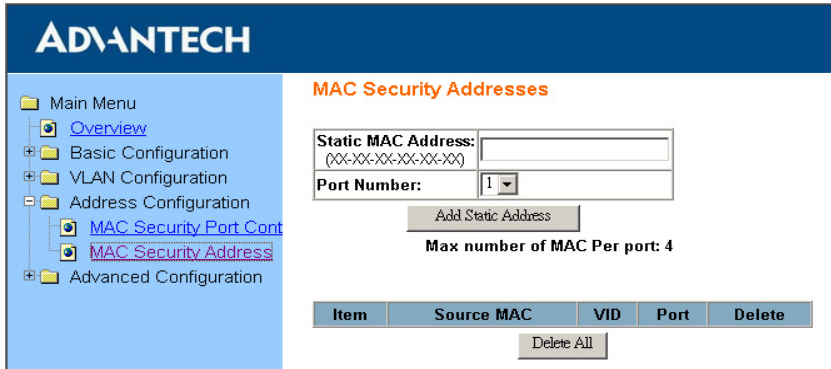 ADVANTECH
Main Menu
Overview
Basic Configuration
VLAN Configuration
Address Configuration
MAC Security Port Cont
MAC Security Address
Advanced Configuration
MAC Security Addresses
Static MAC Address:
(XX-XX-XX-XX-XX-XX)
Port Number:
1
Add Static Address
Max number of MAC Per port: 4
Item Source MAC VID Port Delete
Delete All